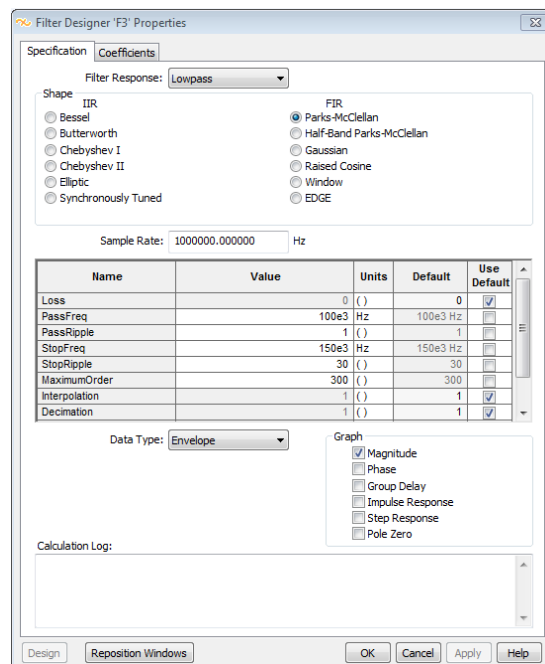 Filter Designer 'F3' Properties
Specification Coefficients
Filter Response: Lowpass
Shape
IIR FIR
Bessel Parks-McClellan
Butterworth Half-Band Parks-McClellan
Chebyshev I Gaussian
Chebyshev II Raised Cosine
Elliptic Window
Synchronously Tuned EDGE
Sample Rate: 1000000.000000 Hz
Name Value Units Default Use Default
Loss 0 ( ) 0
PassFreq 100e3 Hz 100e3 Hz
PassRipple 1 ( ) 1
StopFreq 150e3 Hz 150e3 Hz
StopRipple 30 ( ) 30
MaximumOrder 300 ( ) 300
Interpolation 1 ( ) 1
Decimation 1 ( ) 1
Data Type: Envelope
Graph
Magnitude
Phase
Group Delay
Impulse Response
Step Response
Pole Zero
Calculation Log:
Design Reposition Windows OK Cancel Apply Help